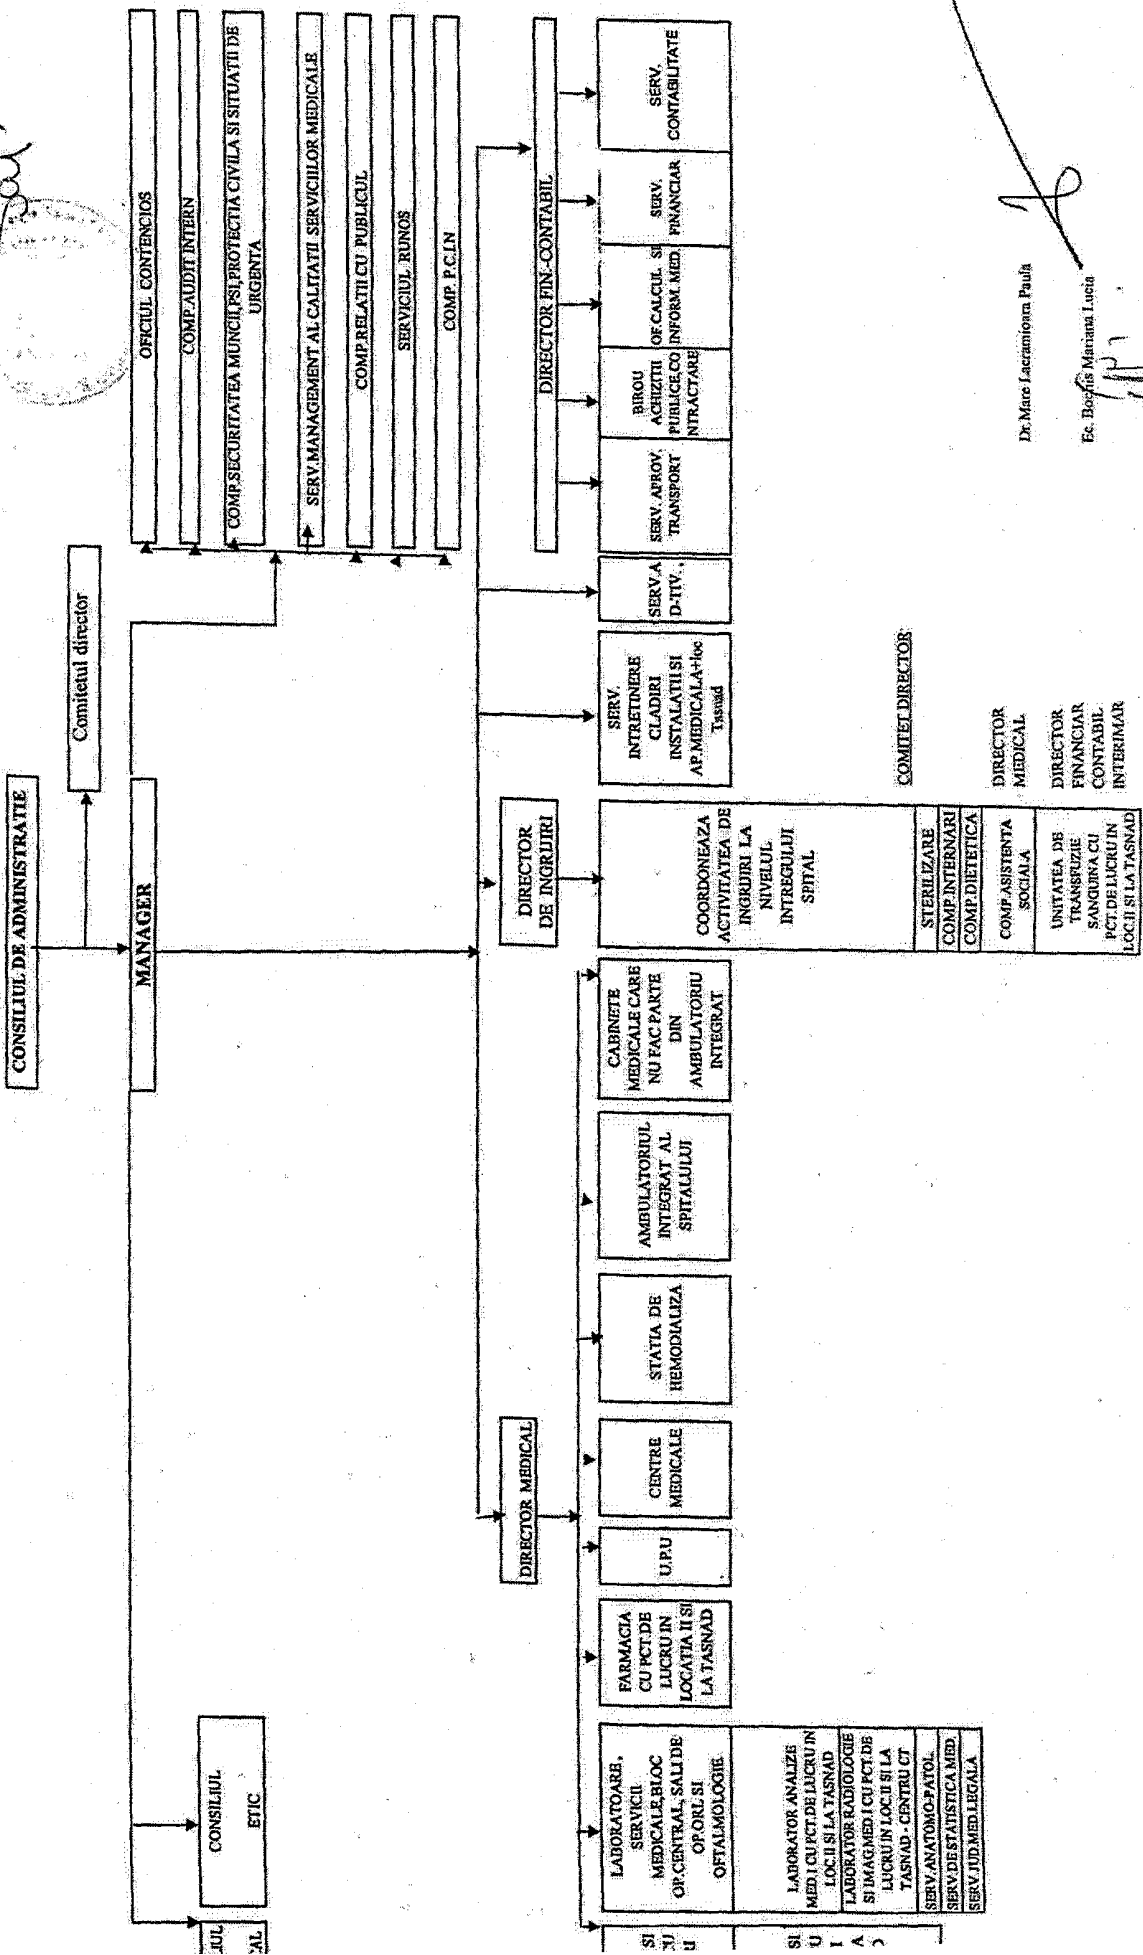 CONSILIUL DE ADMINISTRATIE
Comitetul director
MANAGER
OFICIUL CONTENCIOS
COMP.AUDIT INTERN
COMP.SECURITATEA MUNCII,PSI,PROTECTIA CIVILA SI SITUATII DE
URGENTA
SERV.MANAGEMENT AL CALITATII SERVICIILOR MEDICALE
COMP.RELATII CU PUBLICUL
SERVICIUL RUNOS
COMP. P.C.I.N
CONSILIUL
ETIC
DIRECTOR MEDICAL
DIRECTOR
DE INGRIJIRI
DIRECTOR FIN.-CONTABIL
LABORATOARE,
SERVICII
MEDICALE,BLOC
OP.CENTRAL, SALI DE
OP.ORL SI
OFTALMOLOGIE
LABORATOR ANALIZE
MED.I CU PCT.DE LUCRU IN
LOC.II SI LA TASNAD
LABORATOR RADIOLOGIE
SI IMAG.MED.I CU PCT.DE
LUCRU IN LOC.II SI LA
TASNAD - CENTRU CT
SERV.ANATOMO-PATOL.
SERV.DE STATISTICA MED.
SERV.JUD.MED.LEGALA
FARMACIA
CU PCT.DE
LUCRU IN
LOCATIA II SI
LA TASNAD
U.P.U
CENTRE
MEDICALE
STATIA DE
HEMODIALIZA
AMBULATORIUL
INTEGRAT AL
SPITALULUI
CABINETE
MEDICALE CARE
NU FAC PARTE
DIN
AMBULATORIU
INTEGRAT
COORDONEAZA
ACTIVITATEA DE
INGRIJIRI LA
NIVELUL
INTREGULUI
SPITAL
STERILIZARE
COMP.INTERNARI
COMP.DIETETICA
COMP.ASISTENTA
SOCIALA
UNITATEA DE
TRANSFUZIE
SANGUINA CU
PCT.DE LUCRU IN
LOC.II SI LA TASNAD
SERV.
INTRETINERE
CLADIRI
INSTALATII SI
AP.MEDICALA+loc
Tasnad
SERV.A
D-TIV.
SERV. APROV,
TRANSPORT
BIROU
ACHIZITII
PUBLICE,CO
NTRACTARE
OF.CALCUL SI
INFORM. MED.
SERV.
FINANCIAR
SERV.
CONTABILITATE
COMITET DIRECTOR
DIRECTOR
MEDICAL
Dr.Mare Lacramioara Paula
DIRECTOR
FINANCIAR
CONTABIL
INTERIMAR
Ec. Bochis Mariana Lucia